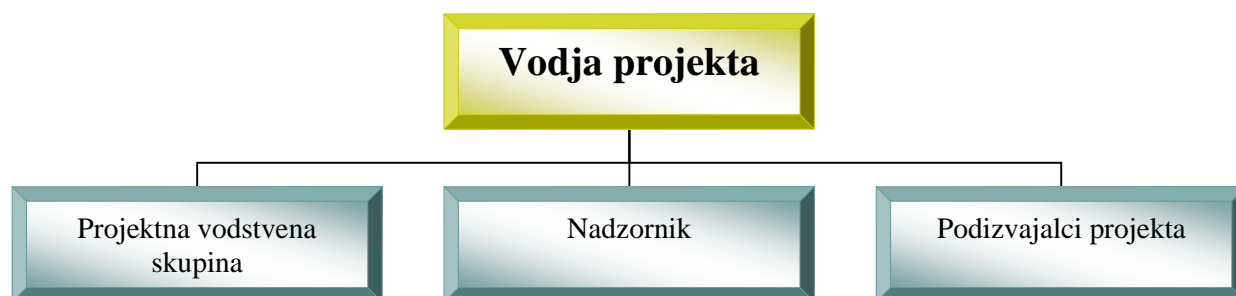 Vodja projekta
Projektna vodstvena
skupina
Nadzornik
Podizvajalci projekta